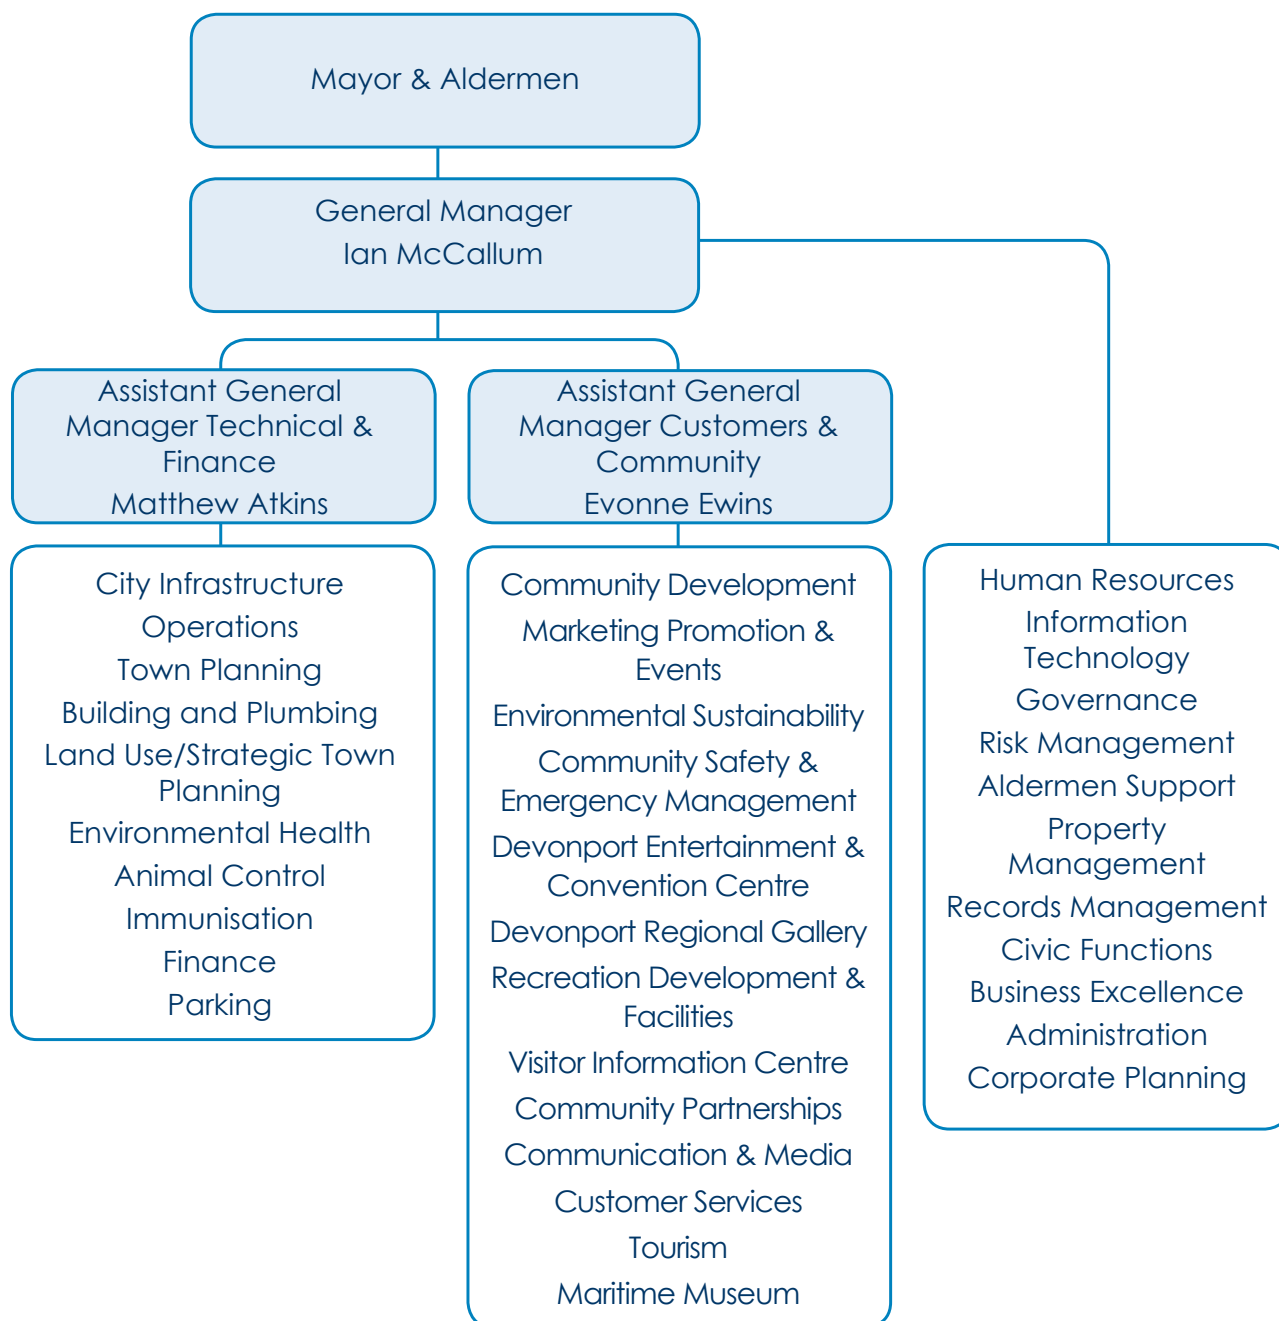 Mayor & Aldermen
General Manager
Ian McCallum
Assistant General
Manager Technical &
Finance
Matthew Atkins
Assistant General
Manager Customers &
Community
Evonne Ewins
City Infrastructure
Operations
Town Planning
Building and Plumbing
Land Use/Strategic Town
Planning
Environmental Health
Animal Control
Immunisation
Finance
Parking
Community Development
Marketing Promotion &
Events
Environmental Sustainability
Community Safety &
Emergency Management
Devonport Entertainment &
Convention Centre
Devonport Regional Gallery
Recreation Development &
Facilities
Visitor Information Centre
Community Partnerships
Communication & Media
Customer Services
Tourism
Maritime Museum
Human Resources
Information
Technology
Governance
Risk Management
Aldermen Support
Property
Management
Records Management
Civic Functions
Business Excellence
Administration
Corporate Planning